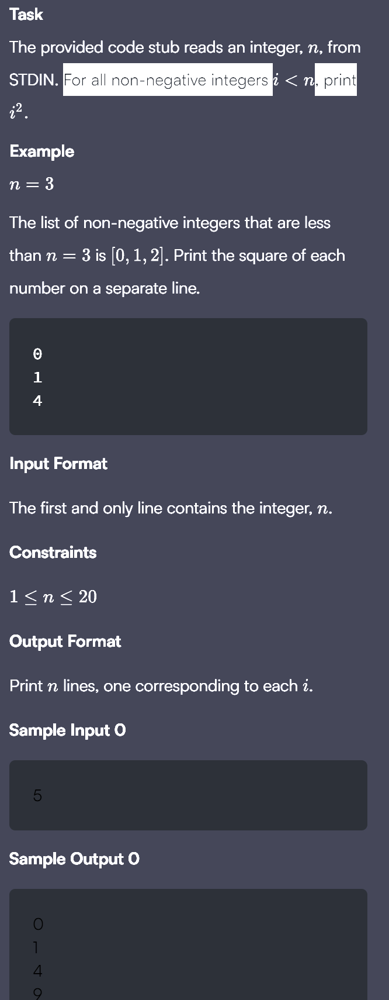 Task
The provided code stub reads an integer, n, from
STDIN. For all non-negative integers i < n, print
i².
Example
n = 3
The list of non-negative integers that are less
than n = 3 is [0, 1, 2]. Print the square of each
number on a separate line.
0
1
4
Input Format
The first and only line contains the integer, n.
Constraints
1 ≤ n ≤ 20
Output Format
Print n lines, one corresponding to each i.
Sample Input 0
5
Sample Output 0
0
1
4
9